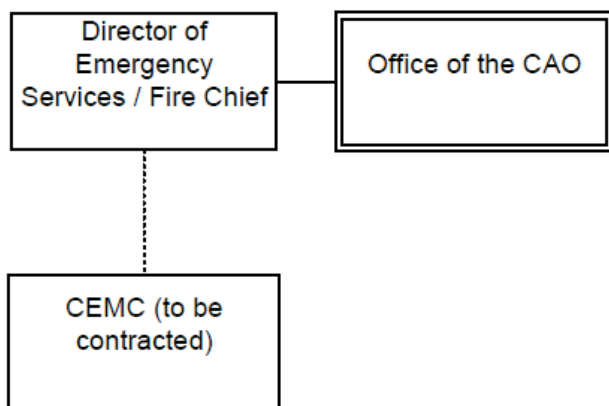 Director of
Emergency
Services / Fire Chief
Office of the CAO
CEMC (to be
contracted)